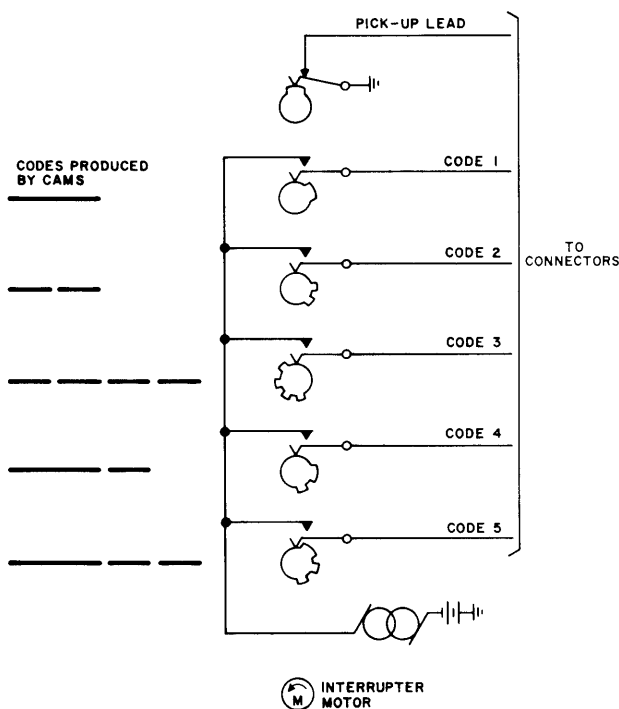 PICK-UP LEAD
CODES PRODUCED
BY CAMS
CODE 1
CODE 2
TO
CONNECTORS
CODE 3
CODE 4
CODE 5
M
INTERRUPTER
MOTOR